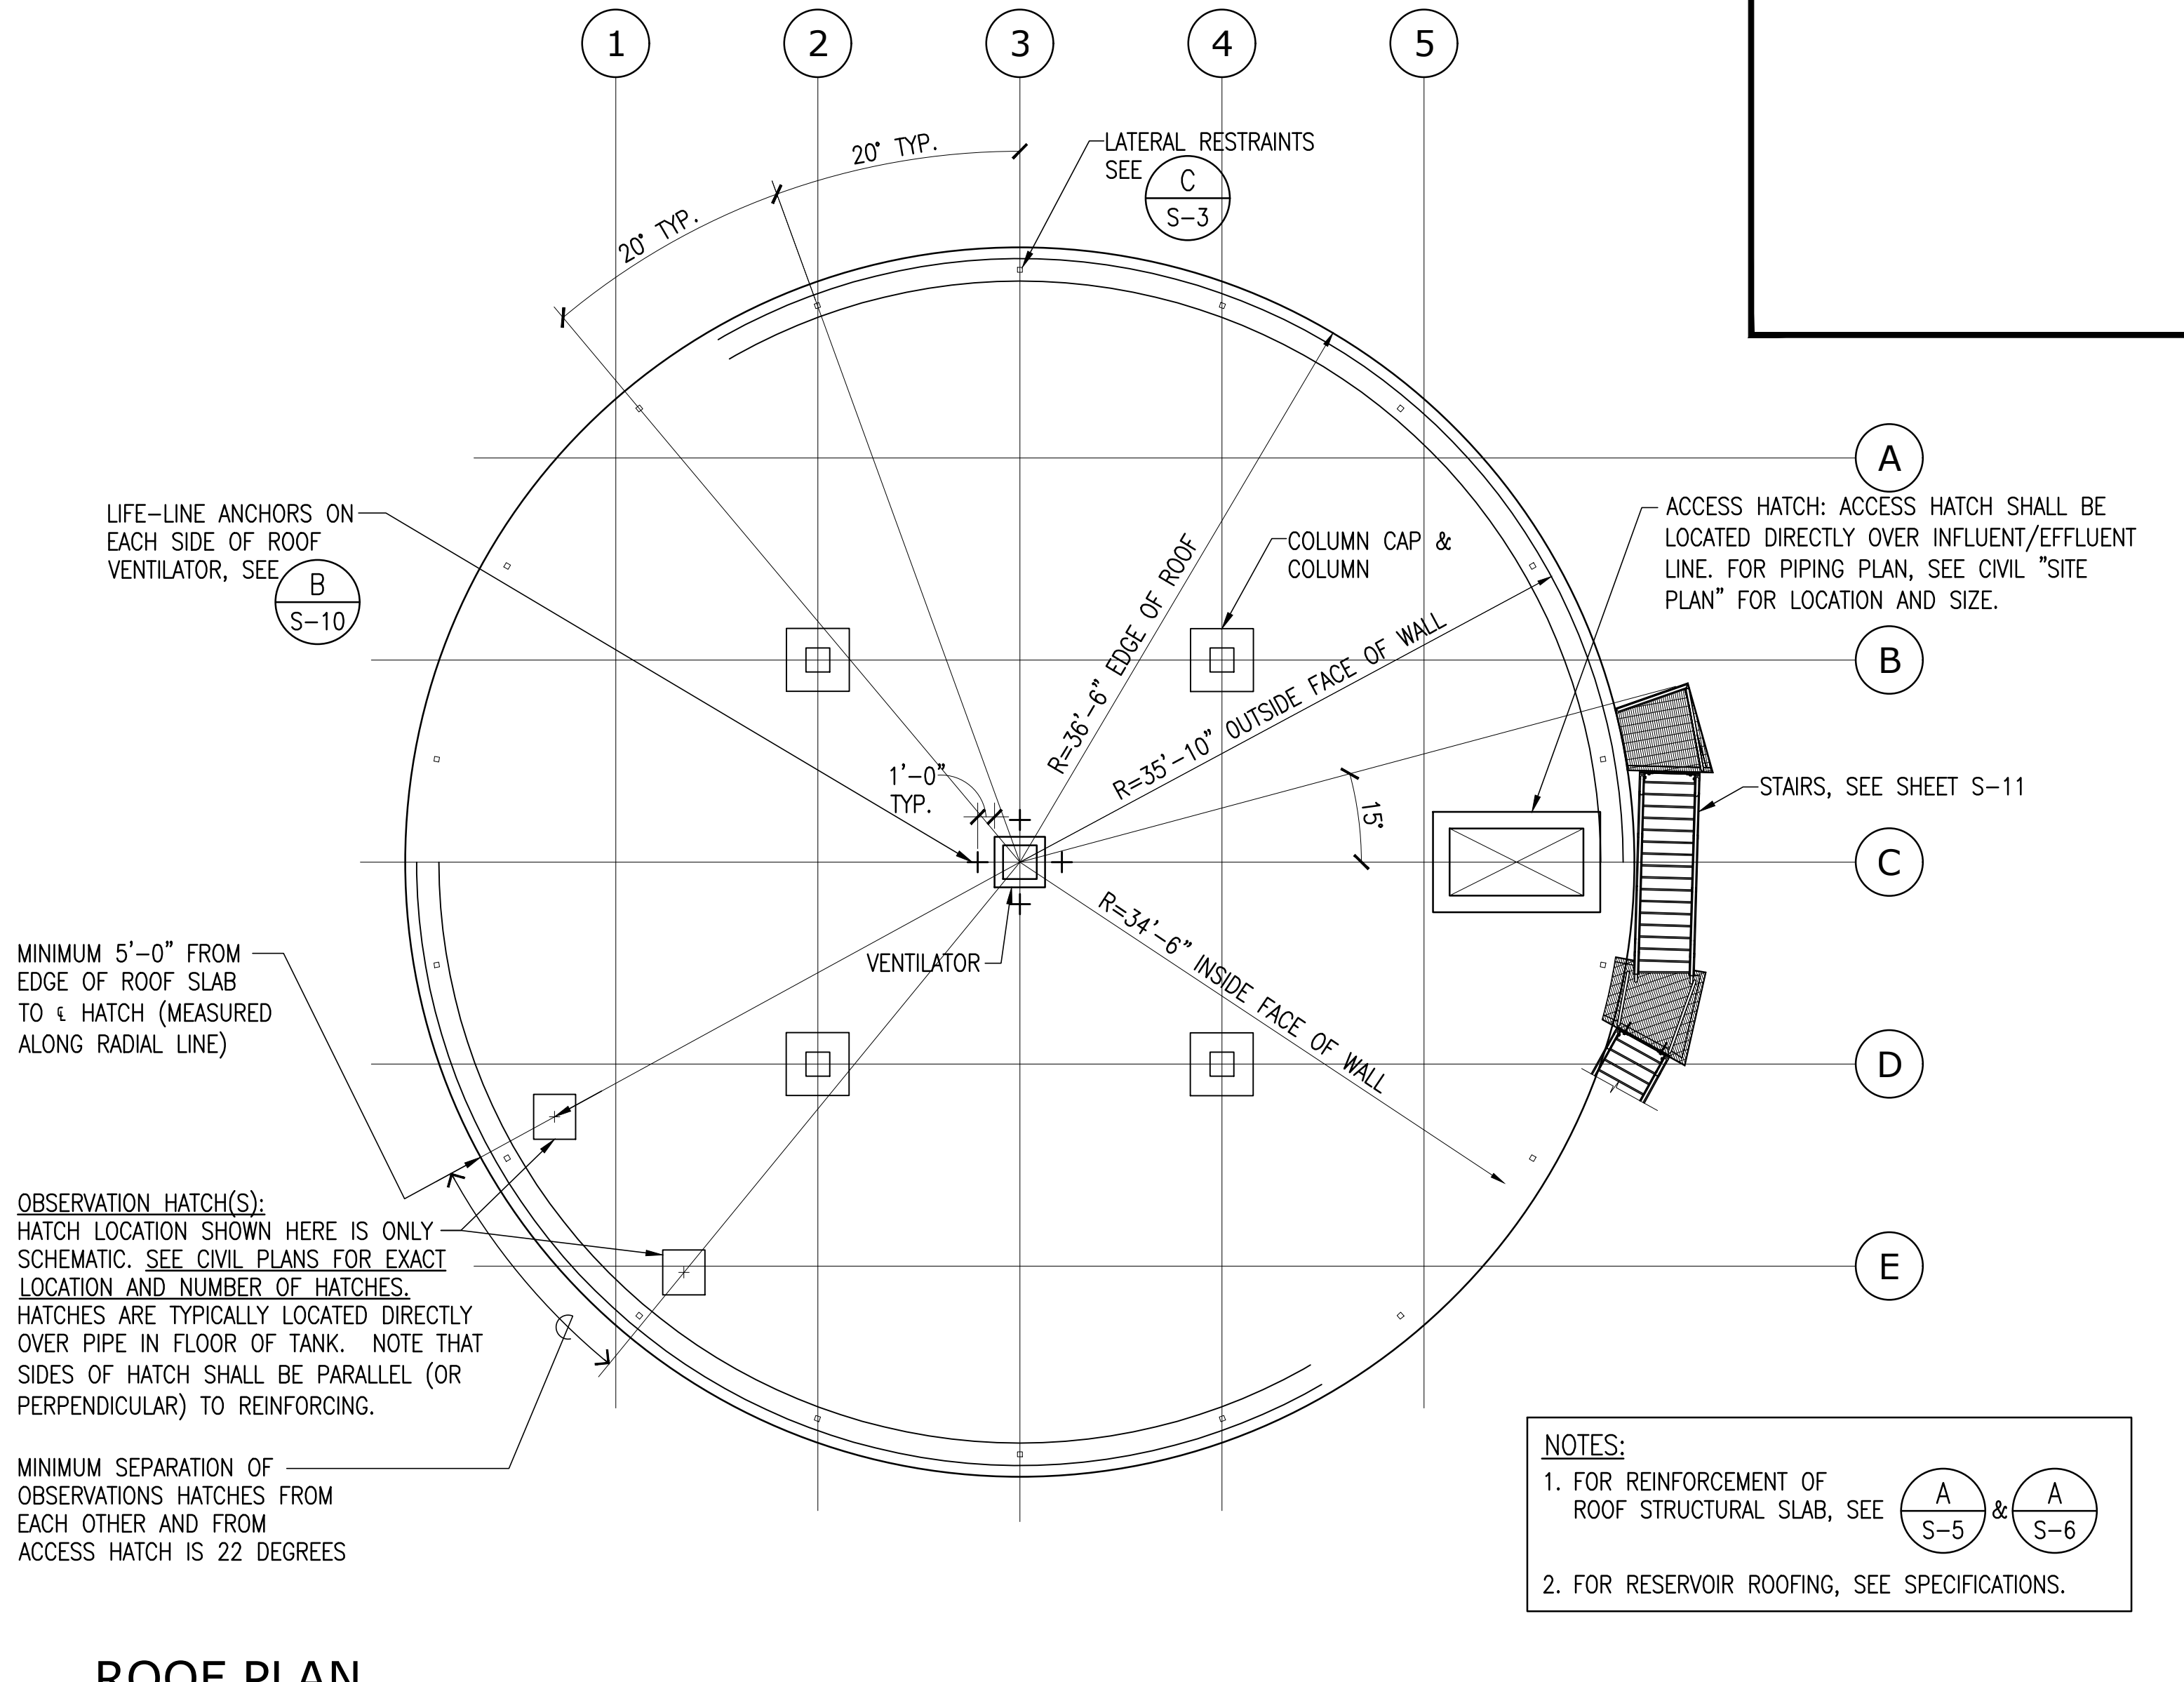 1
2
3
4
5
20° TYP.
20° TYP.
LATERAL RESTRAINTS
SEE
C
S-3
A
LIFE-LINE ANCHORS ON
EACH SIDE OF ROOF
VENTILATOR, SEE
B
S-10
COLUMN CAP &
COLUMN
ACCESS HATCH: ACCESS HATCH SHALL BE
LOCATED DIRECTLY OVER INFLUENT/EFFLUENT
LINE. FOR PIPING PLAN, SEE CIVIL "SITE
PLAN" FOR LOCATION AND SIZE.
B
R=36'-6" EDGE OF ROOF
R=35'-10" OUTSIDE FACE OF WALL
1'-0"
TYP.
15°
STAIRS, SEE SHEET S-11
C
R=34'-6" INSIDE FACE OF WALL
VENTILATOR
MINIMUM 5'-0" FROM
EDGE OF ROOF SLAB
TO ℄ HATCH (MEASURED
ALONG RADIAL LINE)
D
OBSERVATION HATCH(S):
HATCH LOCATION SHOWN HERE IS ONLY
SCHEMATIC. SEE CIVIL PLANS FOR EXACT
LOCATION AND NUMBER OF HATCHES.
HATCHES ARE TYPICALLY LOCATED DIRECTLY
OVER PIPE IN FLOOR OF TANK. NOTE THAT
SIDES OF HATCH SHALL BE PARALLEL (OR
PERPENDICULAR) TO REINFORCING.
E
MINIMUM SEPARATION OF
OBSERVATIONS HATCHES FROM
EACH OTHER AND FROM
ACCESS HATCH IS 22 DEGREES
NOTES:
1. FOR REINFORCEMENT OF
ROOF STRUCTURAL SLAB, SEE
A
S-5
&
A
S-6
2. FOR RESERVOIR ROOFING, SEE SPECIFICATIONS.
ROOF PLAN